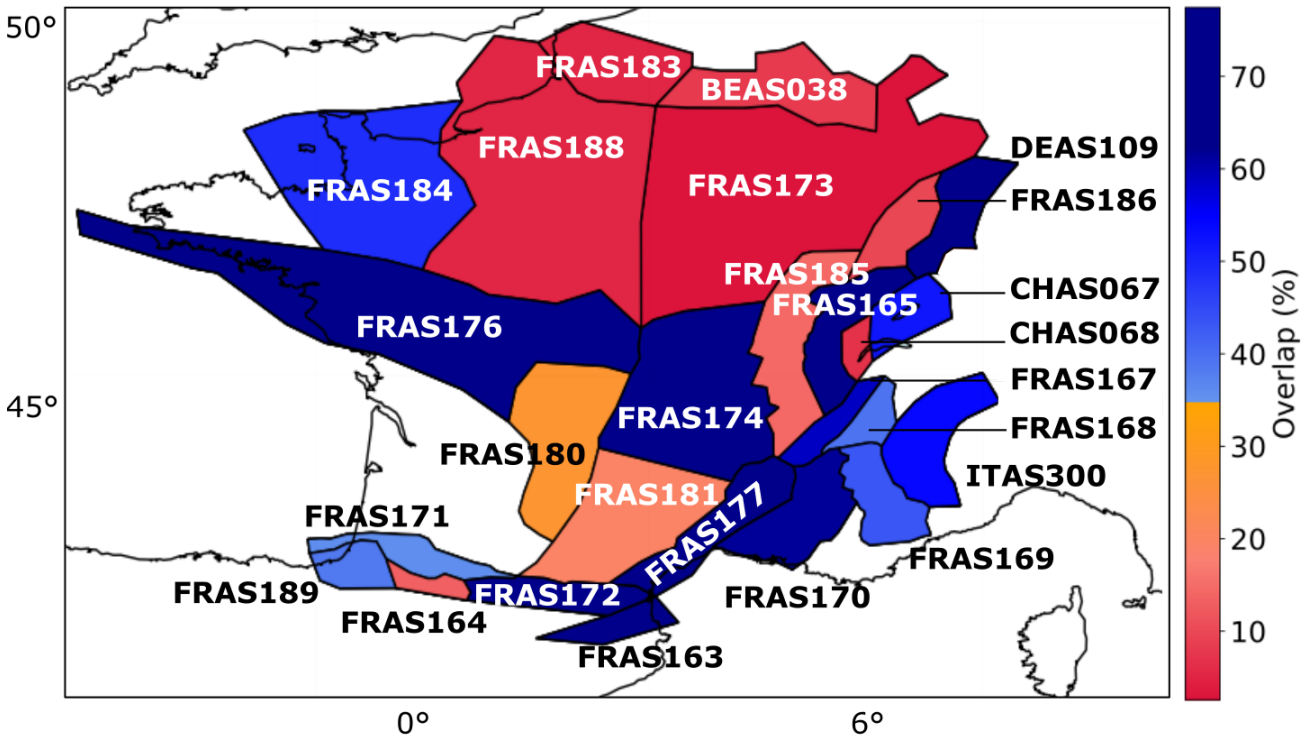 50°
FRAS183
BEAS038
70
FRAS188
DEAS109
FRAS184
FRAS173
FRAS186
60
FRAS185
50
CHAS067
FRAS165
FRAS176
CHAS068
40
FRAS167
45°
FRAS174
FRAS168
Overlap (%)
FRAS180
30
ITAS300
FRAS181
FRAS177
FRAS171
20
FRAS169
FRAS189
FRAS172
FRAS170
FRAS164
10
FRAS163
0°
6°